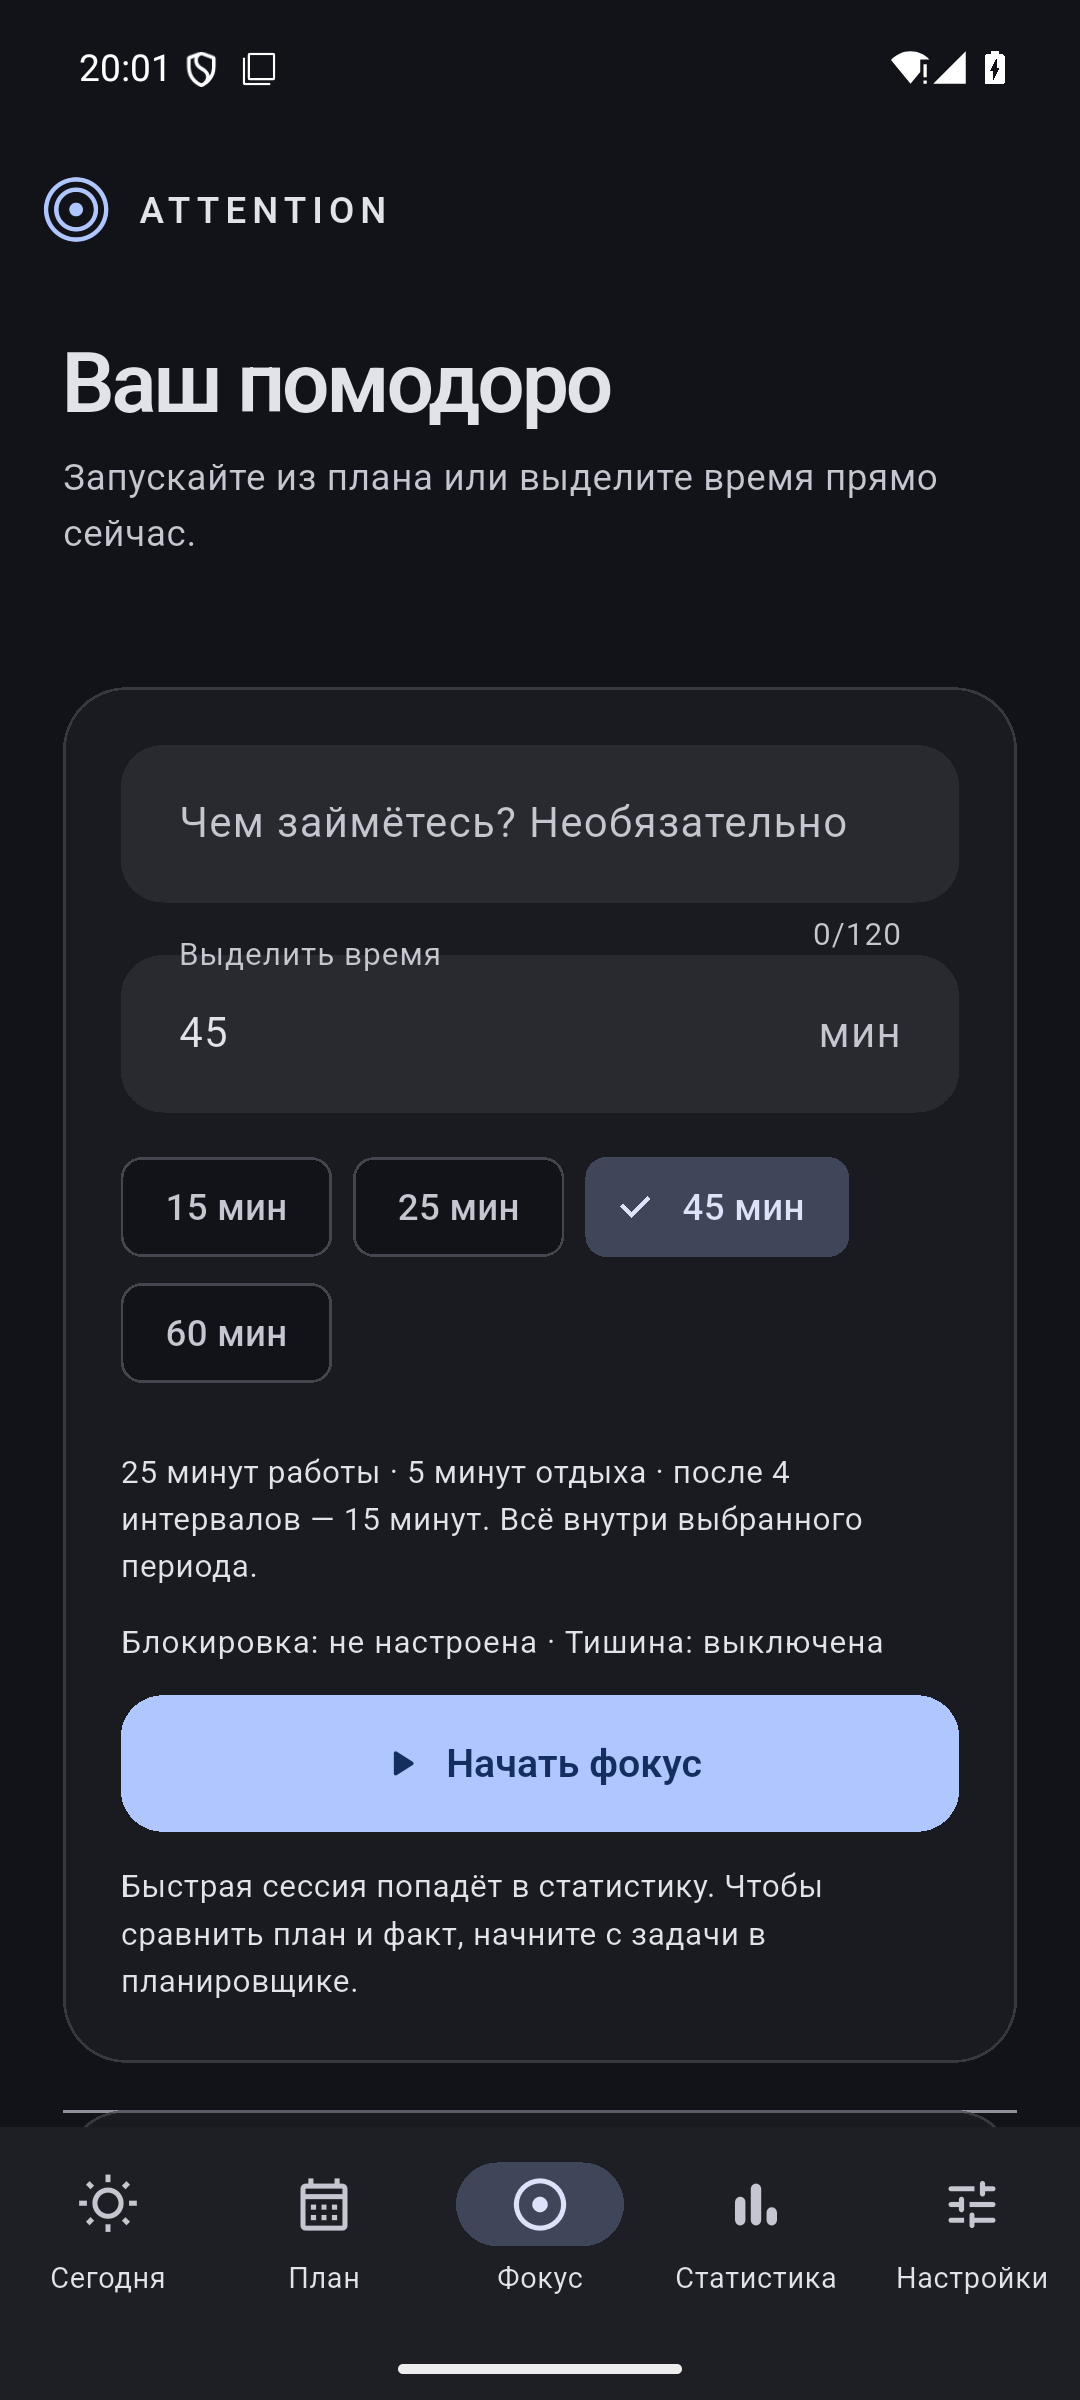 20:01
ATTENTION
Ваш помодоро
Запускайте из плана или выделите время прямо
сейчас.
Чем займётесь? Необязательно
0/120
Выделить время
45 мин
15 мин 25 мин 45 мин
60 мин
25 минут работы · 5 минут отдыха · после 4
интервалов — 15 минут. Всё внутри выбранного
периода.
Блокировка: не настроена · Тишина: выключена
Начать фокус
Быстрая сессия попадёт в статистику. Чтобы
сравнить план и факт, начните с задачи в
планировщике.
Сегодня План Фокус Статистика Настройки